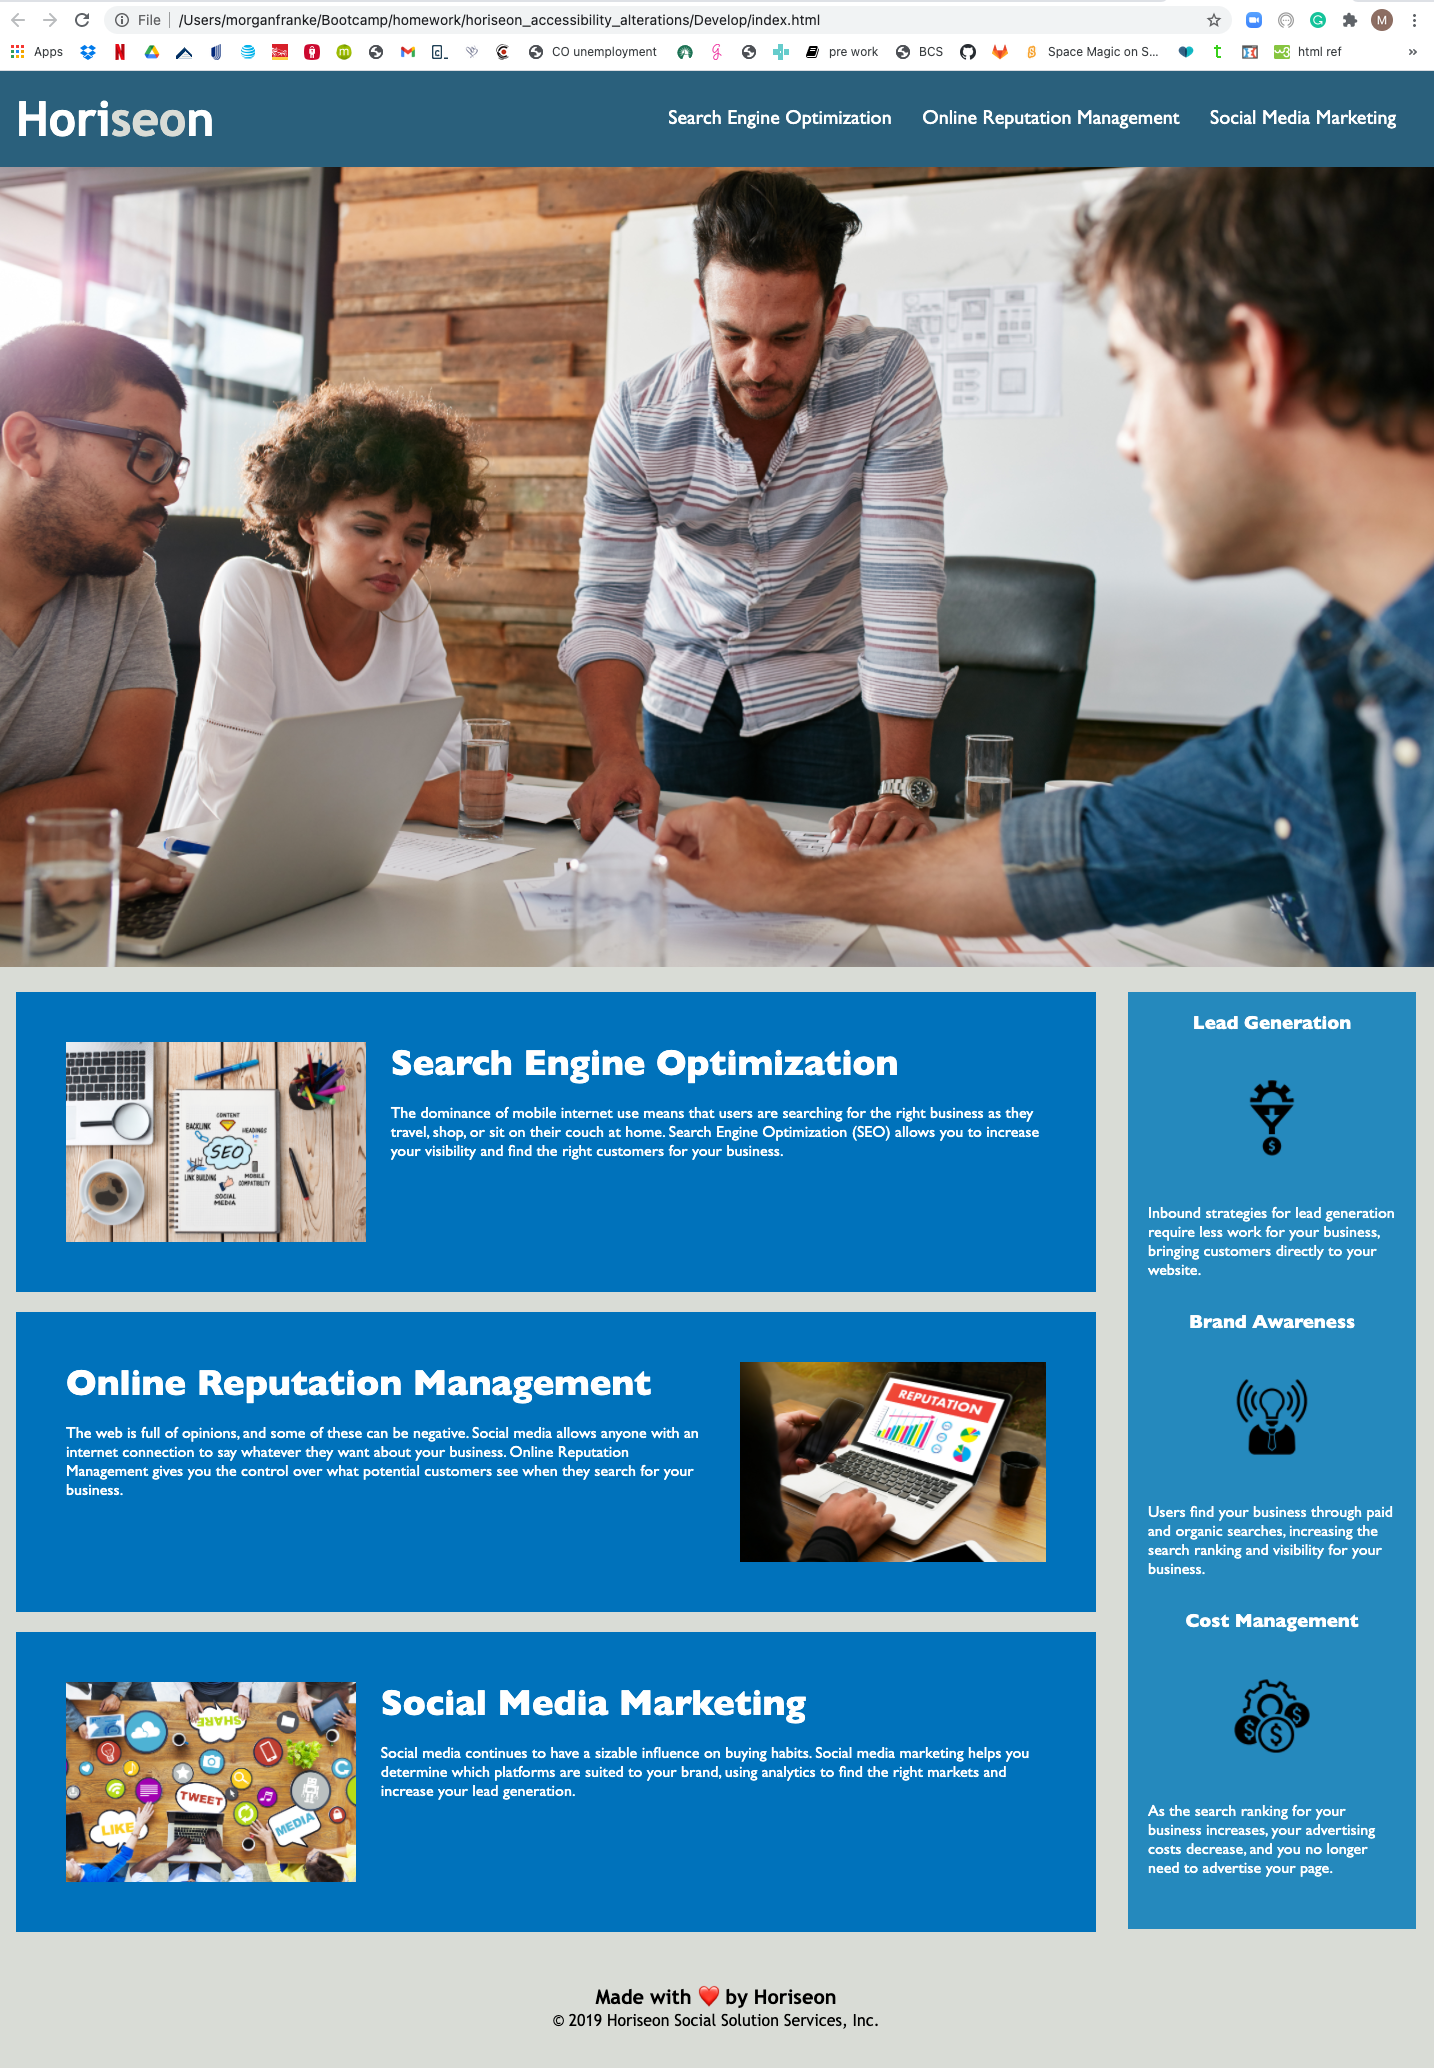 File /Users/morganfranke/Bootcamp/homework/horiseon_accessibility_alterations/Develop/index.html
M
Apps
CO unemployment
pre work
BCS
Space Magic on S...
html ref
»
Horiseon
Search Engine Optimization
Online Reputation Management
Social Media Marketing
Search Engine Optimization
The dominance of mobile internet use means that users are searching for the right business as they
travel, shop, or sit on their couch at home. Search Engine Optimization (SEO) allows you to increase
your visibility and find the right customers for your business.
CONTENT
BACKLINK
HEADINGS
SEO
LINK BUILDING
MOBILE
COMPATIBILITY
SOCIAL
MEDIA
Online Reputation Management
The web is full of opinions, and some of these can be negative. Social media allows anyone with an
internet connection to say whatever they want about your business. Online Reputation
Management gives you the control over what potential customers see when they search for your
business.
REPUTATION
Social Media Marketing
Social media continues to have a sizable influence on buying habits. Social media marketing helps you
determine which platforms are suited to your brand, using analytics to find the right markets and
increase your lead generation.
SHARE
TWEET
LIKE
MEDIA
Lead Generation
Inbound strategies for lead generation
require less work for your business,
bringing customers directly to your
website.
Brand Awareness
Users find your business through paid
and organic searches, increasing the
search ranking and visibility for your
business.
Cost Management
As the search ranking for your
business increases, your advertising
costs decrease, and you no longer
need to advertise your page.
Made with ❤️ by Horiseon
© 2019 Horiseon Social Solution Services, Inc.